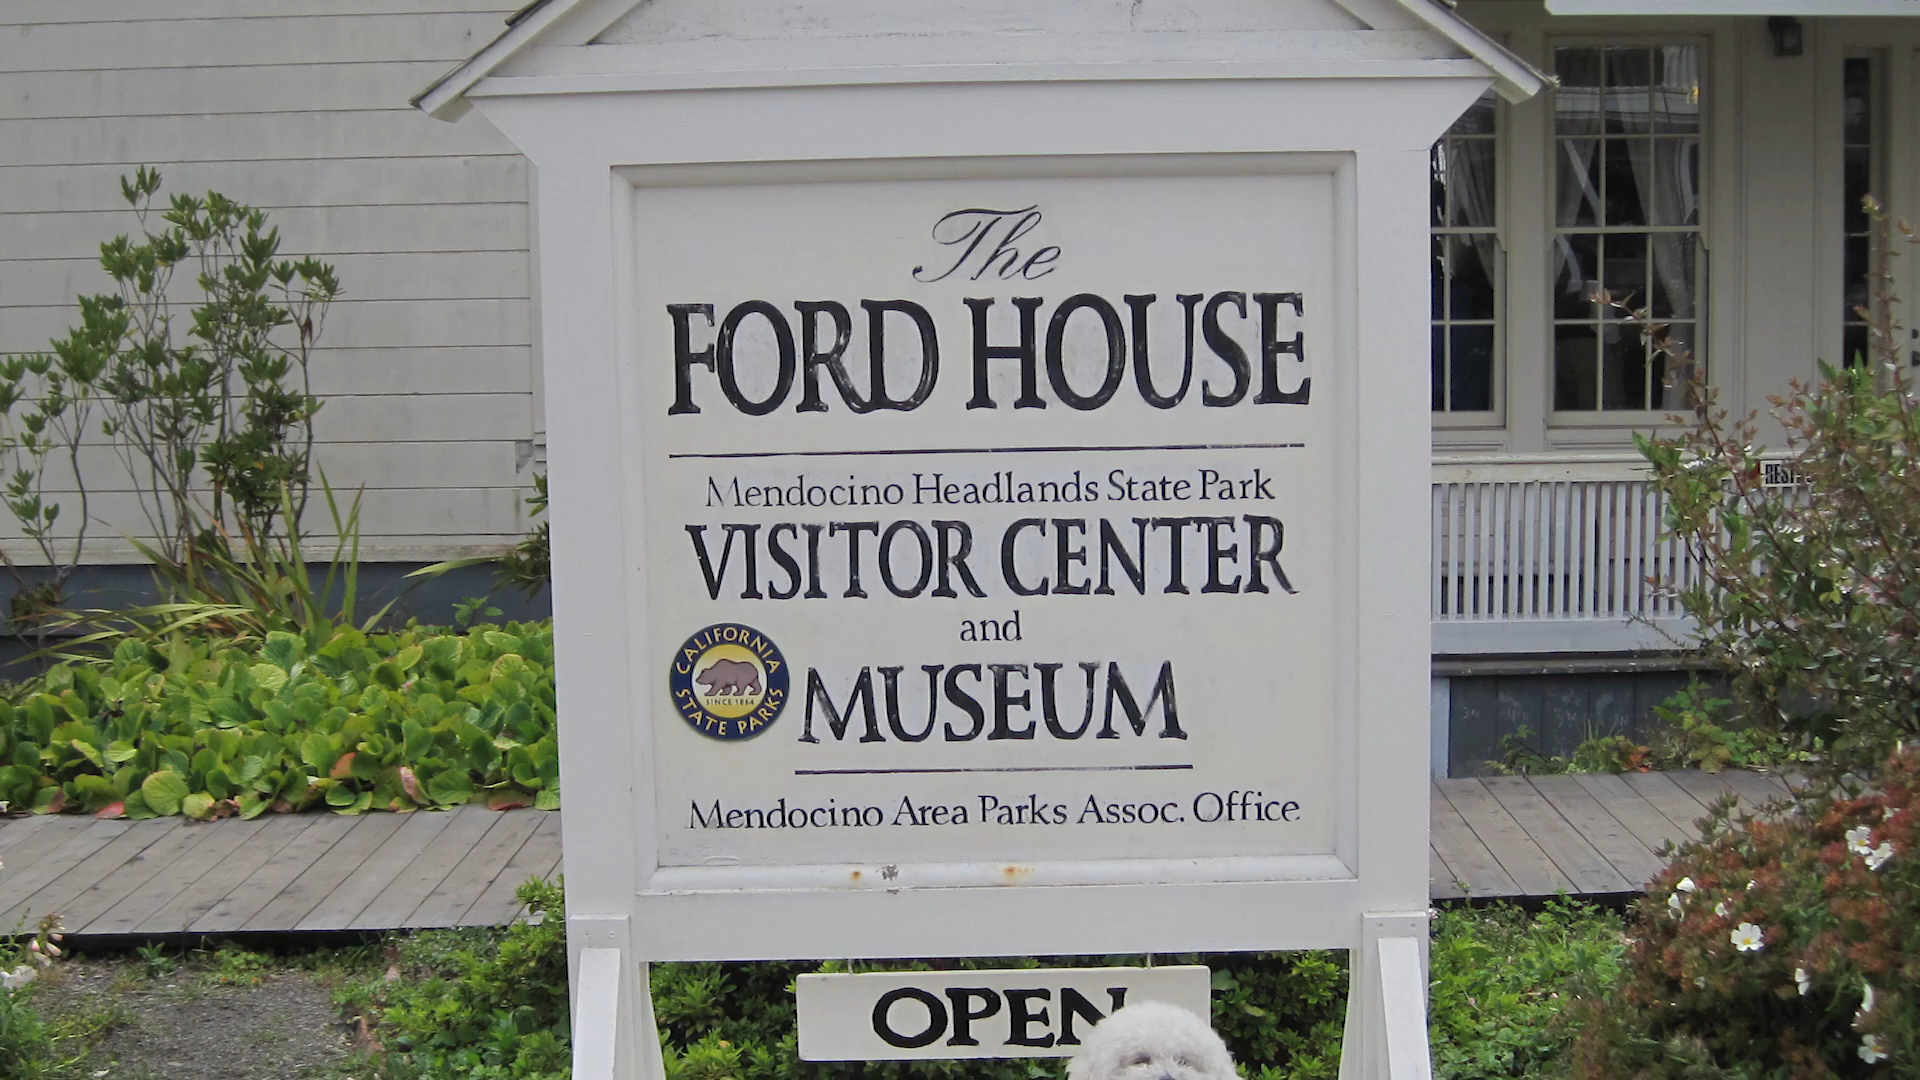 The
FORD HOUSE
Mendocino Headlands State Park
VISITOR CENTER
and
MUSEUM
CALIFORNIA
SINCE 1864
STATE PARKS
Mendocino Area Parks Assoc. Office
OPEN